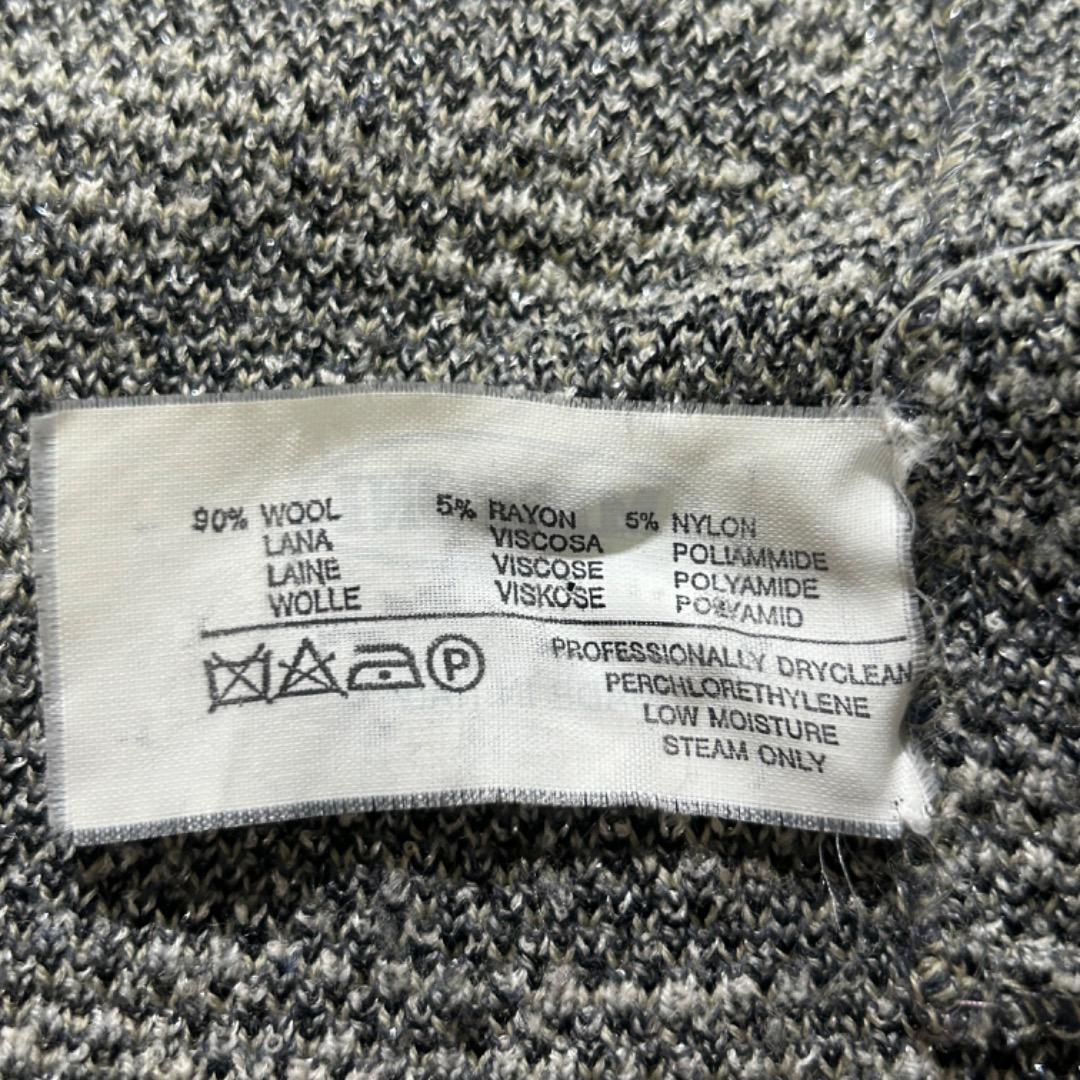 90% WOOL 5% RAYON 5% NYLON
LANA VISCOSA POLIAMMIDE
LAINE VISCOSE POLYAMIDE
WOLLE VISKOSE POLYAMID
P
PROFESSIONALLY DRYCLEAN
PERCHLORETHYLENE
LOW MOISTURE
STEAM ONLY